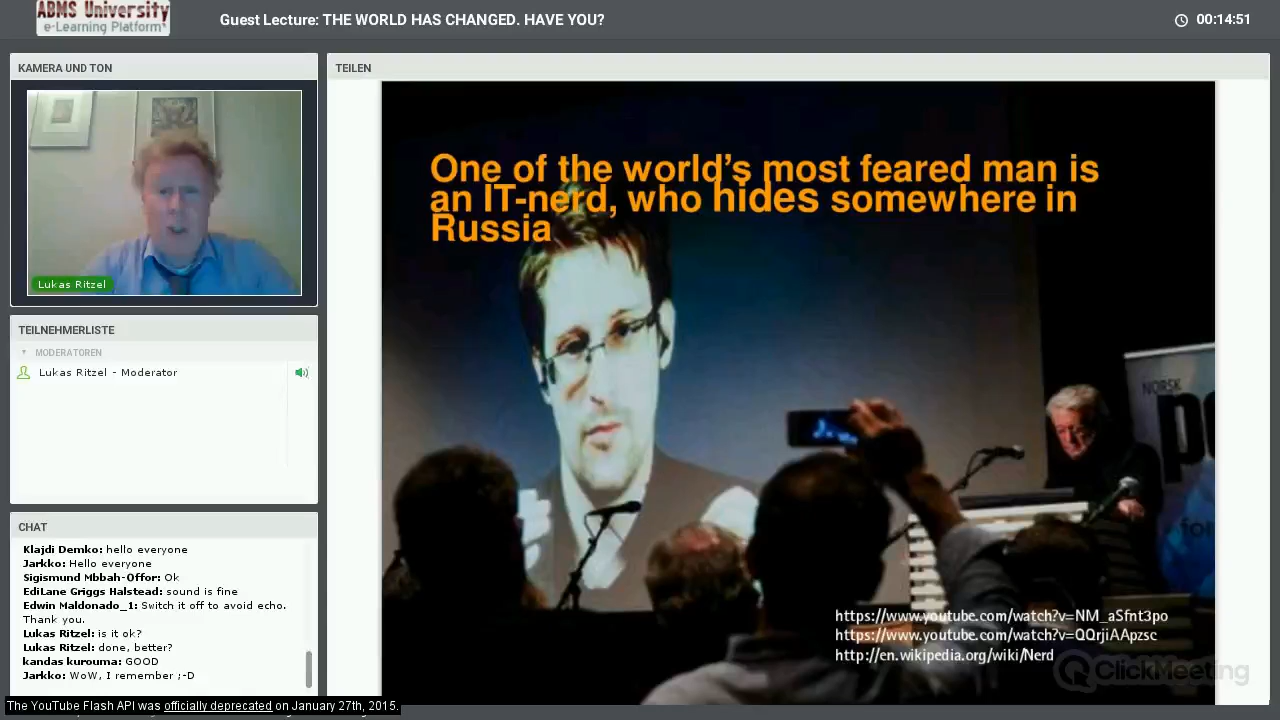 ABMS University
e-Learning Platform
Guest Lecture: THE WORLD HAS CHANGED. HAVE YOU?
00:14:51
KAMERA UND TON
Lukas Ritzel
TEILNEHMERLISTE
MODERATOREN
Lukas Ritzel - Moderator
CHAT
Klajdi Demko: hello everyone
Jarkko: Hello everyone
Sigismund Mbbah-Offor: Ok
EdiLane Griggs Halstead: sound is fine
Edwin Maldonado_1: Switch it off to avoid echo.
Thank you.
Lukas Ritzel: is it ok?
Lukas Ritzel: done, better?
kandas kurouma: GOOD
Jarkko: WoW, I remember ;-D
The YouTube Flash API was officially deprecated on January 27th, 2015.
TEILEN
One of the world's most feared man is
an IT-nerd, who hides somewhere in
Russia
NORSK
https://www.youtube.com/watch?v=NM_aSfnt3po
https://www.youtube.com/watch?v=QQrjiAApzsc
http://en.wikipedia.org/wiki/Nerd
ClickMeeting